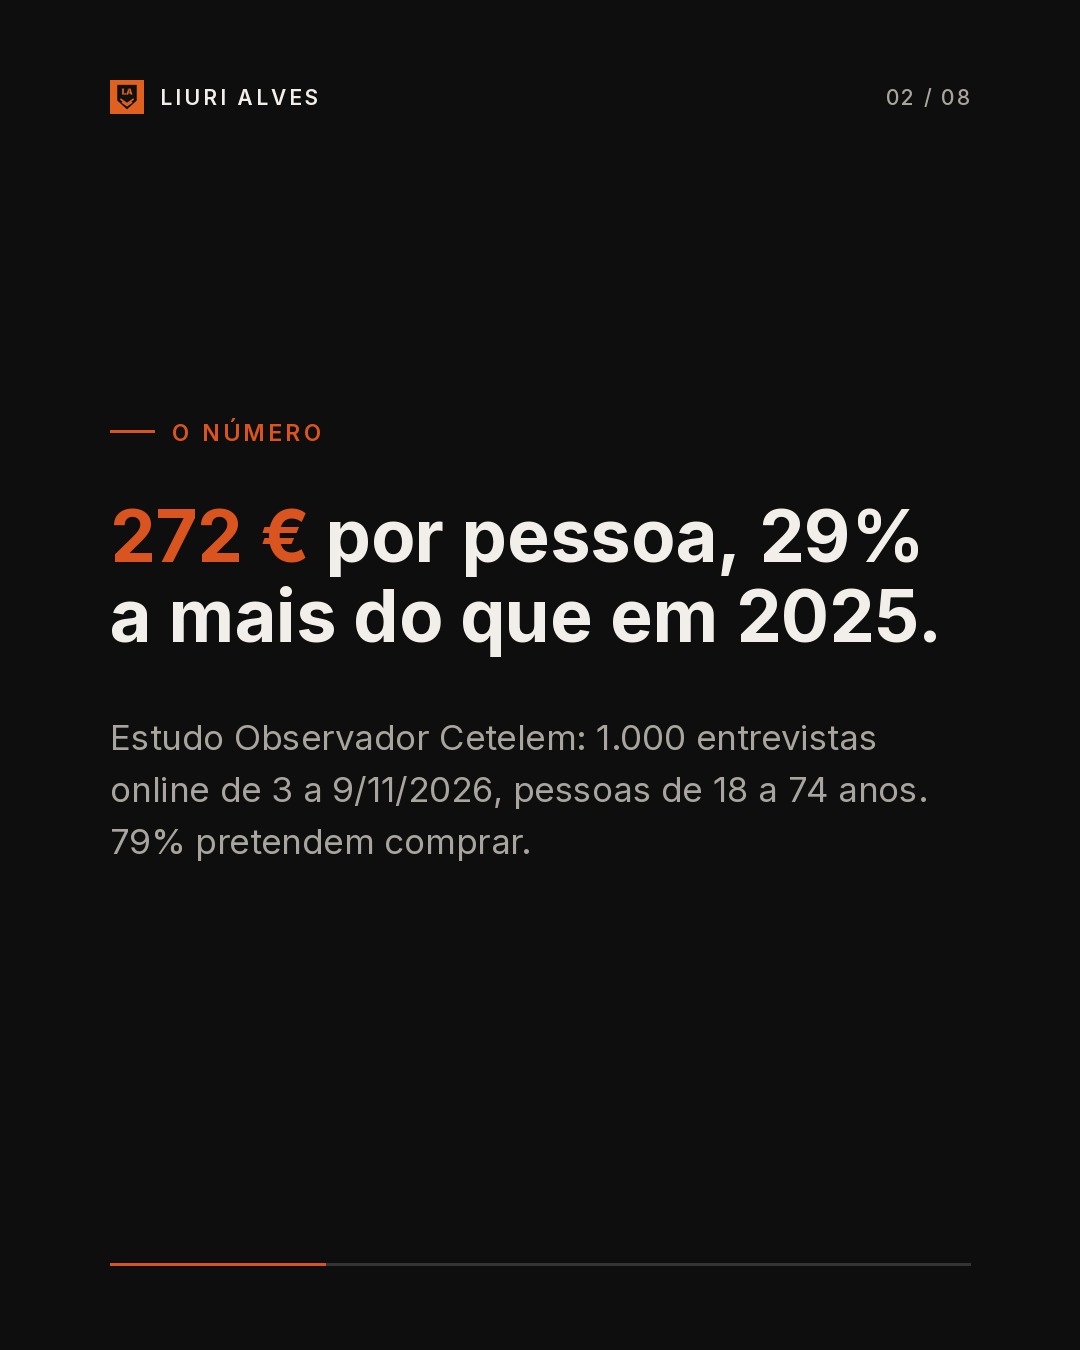 LA
LIURI ALVES
02 / 08
O NÚMERO
272 € por pessoa, 29%
a mais do que em 2025.
Estudo Observador Cetelem: 1.000 entrevistas
online de 3 a 9/11/2026, pessoas de 18 a 74 anos.
79% pretendem comprar.